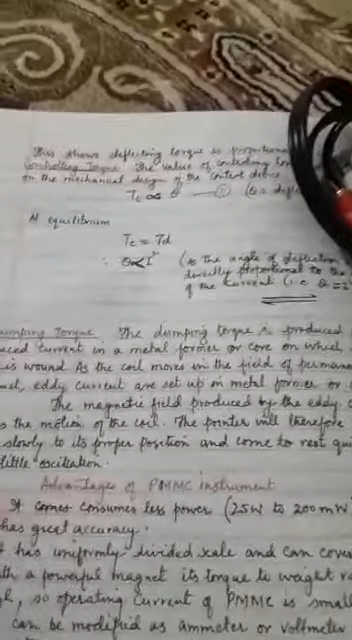 This shows deflecting torque is proportional
Controlling Torque The value of controlling
on the mechanical design of the control device
Tc ∝ θ (θ = defle
At equilibrium
Tc = Td
∴ θ ∝ I² (As the angle of deflection
directly proportional to the
of the current (i.e θ
Dumping Torque The dumping torque is produced
current in a metal former or core on which
is wound. As the coil moves in the field of permane
eddy current are set up in metal former or
The magnetic field produced by the eddy
the motion of the coil. The pointer will therefore
slowly to its proper position and come to rest qui
little oscillation.
Advantages of PMMC instrument
It comes consumes less power (25W to 200mW
has great accuracy.
has uniformly divided scale and can cover
a powerful magnet its torque to weight
so operating current of PMMC is small
can be modified as ammeter or voltmeter